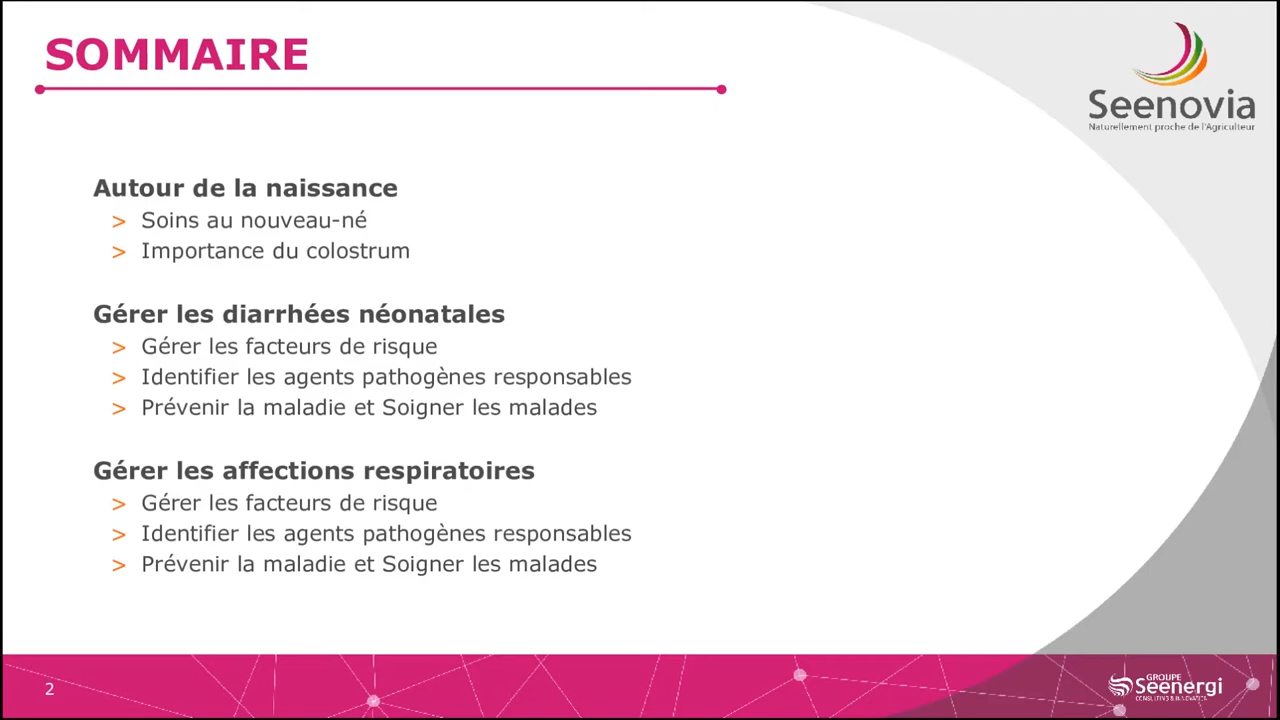 SOMMAIRE
Seenovia
Naturellement proche de l'Agriculteur
Autour de la naissance
> Soins au nouveau-né
> Importance du colostrum
Gérer les diarrhées néonatales
> Gérer les facteurs de risque
> Identifier les agents pathogènes responsables
> Prévenir la maladie et Soigner les malades
Gérer les affections respiratoires
> Gérer les facteurs de risque
> Identifier les agents pathogènes responsables
> Prévenir la maladie et Soigner les malades
2
GROUPE
Seenergi
CONSULTING & INNOVATION